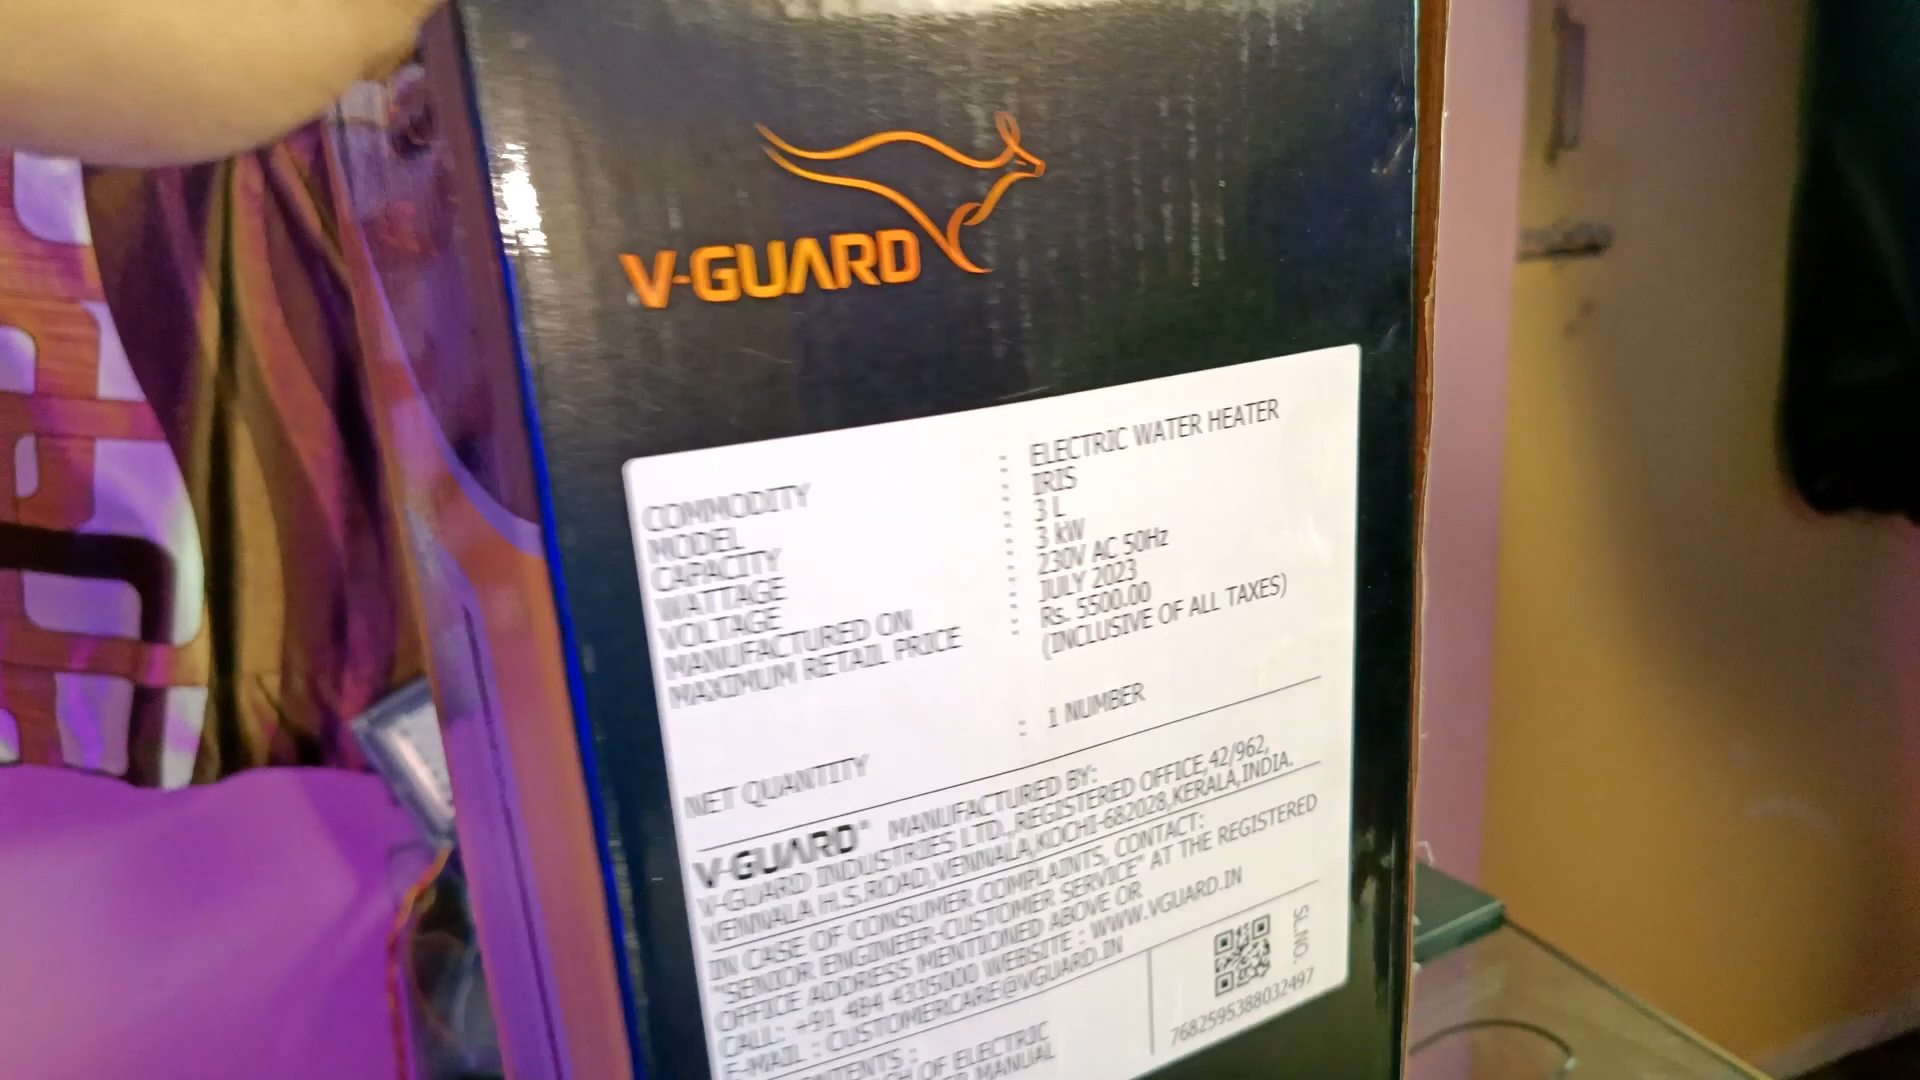 V-GUARD
COMMODITY : ELECTRIC WATER HEATER
MODEL : IRIS
CAPACITY : 3 L
WATTAGE : 3 kW
VOLTAGE : 230V AC 50Hz
MANUFACTURED ON : JULY 2023
MAXIMUM RETAIL PRICE : Rs. 5500.00
(INCLUSIVE OF ALL TAXES)
NET QUANTITY : 1 NUMBER
V-GUARD® MANUFACTURED BY:
V-GUARD INDUSTRIES LTD.,REGISTERED OFFICE,42/962,
VENNALA H.S.ROAD,VENNALA,KOCHI-682028,KERALA,INDIA.
IN CASE OF CONSUMER COMPLAINTS, CONTACT:
"SENIOR ENGINEER-CUSTOMER SERVICE" AT THE REGISTERED
OFFICE ADDRESS MENTIONED ABOVE OR
CALL: +91 484 4335000 WEBSITE : WWW.VGUARD.IN
E-MAIL : CUSTOMERCARE@VGUARD.IN
OF ELECTRIC
MANUAL
SL.NO.
7682595388032497